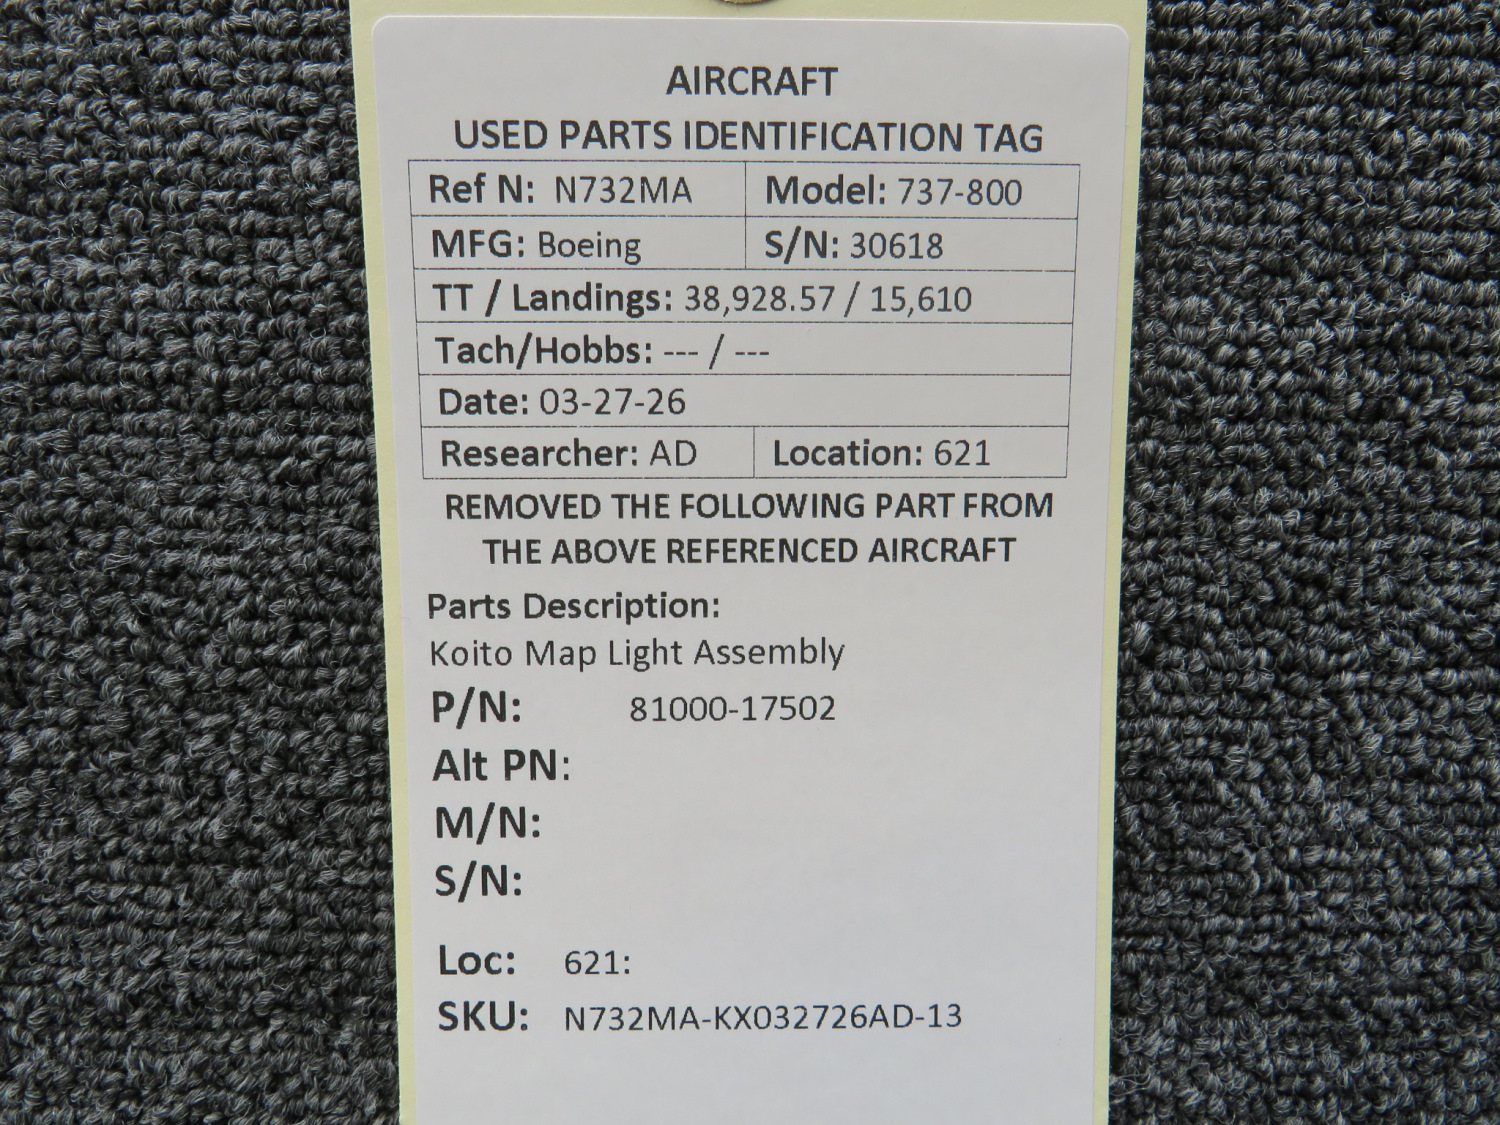 AIRCRAFT
USED PARTS IDENTIFICATION TAG
Ref N: N732MA Model: 737-800
MFG: Boeing S/N: 30618
TT / Landings: 38,928.57 / 15,610
Tach/Hobbs: --- / ---
Date: 03-27-26
Researcher: AD Location: 621
REMOVED THE FOLLOWING PART FROM
THE ABOVE REFERENCED AIRCRAFT
Parts Description:
Koito Map Light Assembly
P/N: 81000-17502
Alt PN:
M/N:
S/N:
Loc: 621:
SKU: N732MA-KX032726AD-13